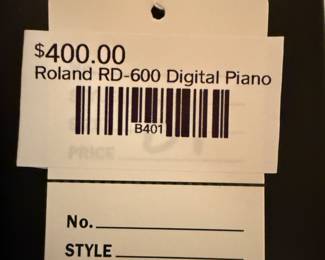 $400.00
Roland RD-600 Digital Piano
B401
PRICE
No.
STYLE